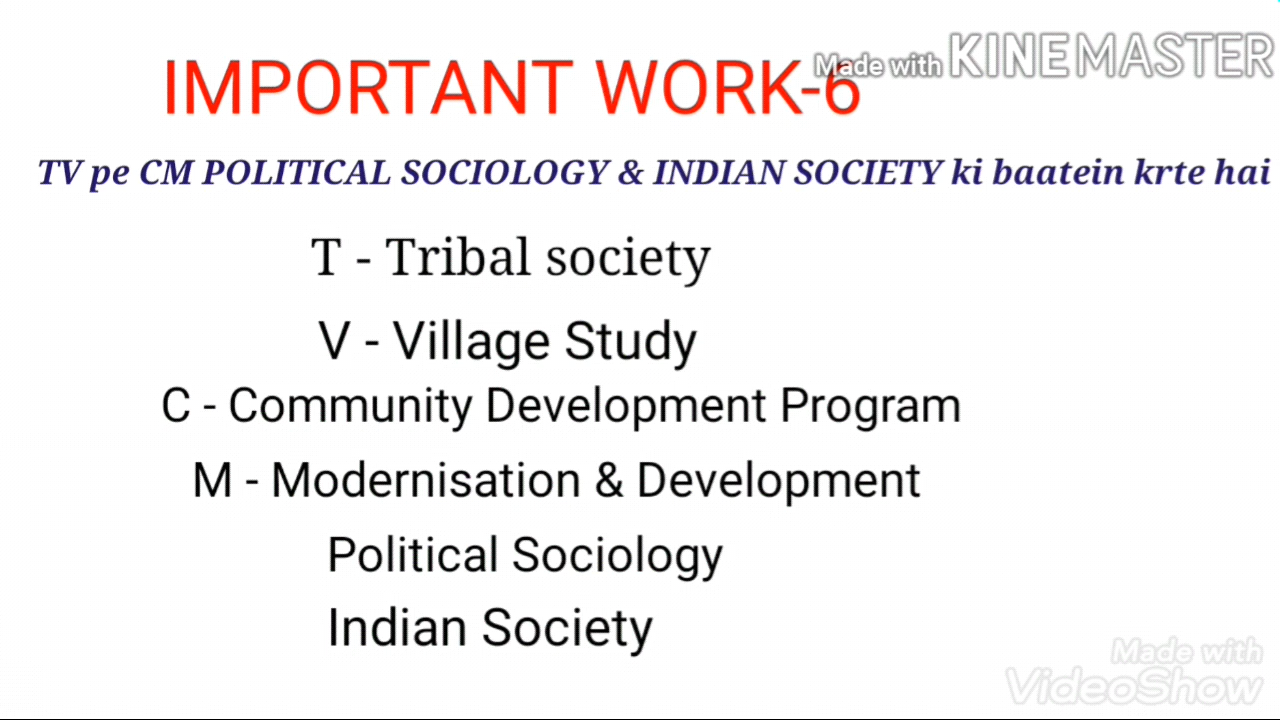 IMPORTANT WORK-6
Made with KINEMASTER
TV pe CM POLITICAL SOCIOLOGY & INDIAN SOCIETY ki baatein krte hai
T - Tribal society
V - Village Study
C - Community Development Program
M - Modernisation & Development
Political Sociology
Indian Society
Made with
VideoShow